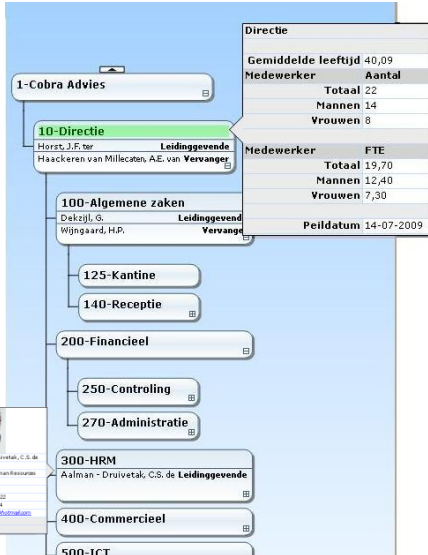 Directie
Gemiddelde leeftijd 40,09
Medewerker Aantal
Totaal 22
Mannen 14
Vrouwen 8
Medewerker FTE
Totaal 19,70
Mannen 12,40
Vrouwen 7,30
Peildatum 14-07-2009
1-Cobra Advies
10-Directie
Horst, J.F. ter Leidinggevende
Haackeren van Millecaten, A.E. van Vervanger
100-Algemene zaken
Dekzijl, G. Leidinggevend
Wijngaard, H.P. Vervange
125-Kantine
140-Receptie
200-Financieel
250-Controling
270-Administratie
300-HRM
Aalman - Druivetak, C.S. de Leidinggevende
400-Commercieel
500-ICT